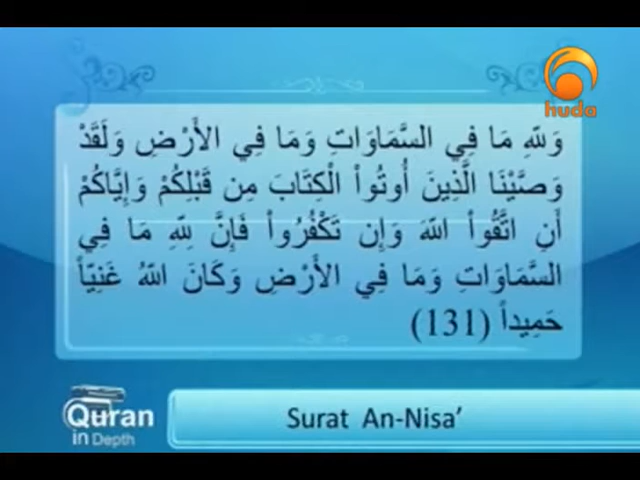 huda
وَلِلّهِ مَا فِي السَّمَاوَاتِ وَمَا فِي الأَرْضِ وَلَقَدْ
وَصَّيْنَا الَّذِينَ أُوتُواْ الْكِتَابَ مِن قَبْلِكُمْ وَإِيَّاكُمْ
أَنِ اتَّقُواْ اللّهَ وَإِن تَكْفُرُواْ فَإِنَّ لِلّهِ مَا فِي
السَّمَاوَاتِ وَمَا فِي الأَرْضِ وَكَانَ اللّهُ غَنِيّاً
حَمِيداً (131)
Quran
in Depth
Surat An-Nisa’